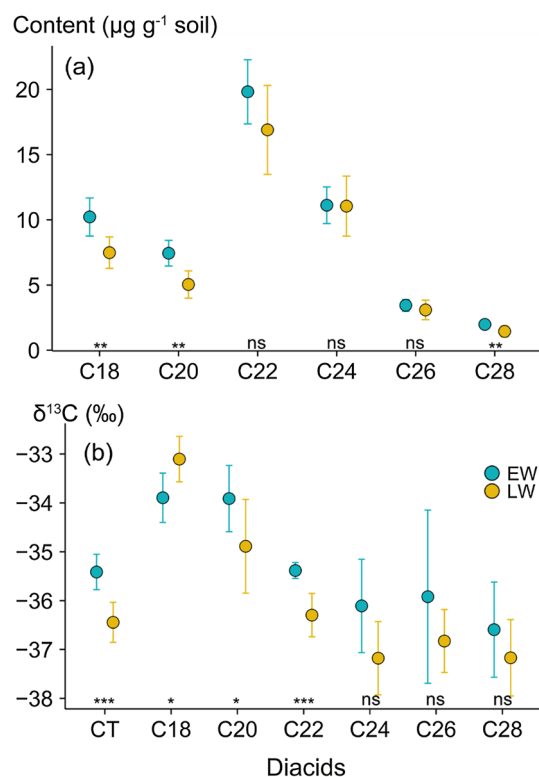 Content (µg g⁻¹ soil)
(a)
20
15
10
5
0
** ** ns ns ns **
C18 C20 C22 C24 C26 C28
δ¹³C (‰)
(b)
−33
−34
−35
−36
−37
−38
EW
LW
*** * * *** ns ns ns
CT C18 C20 C22 C24 C26 C28
Diacids